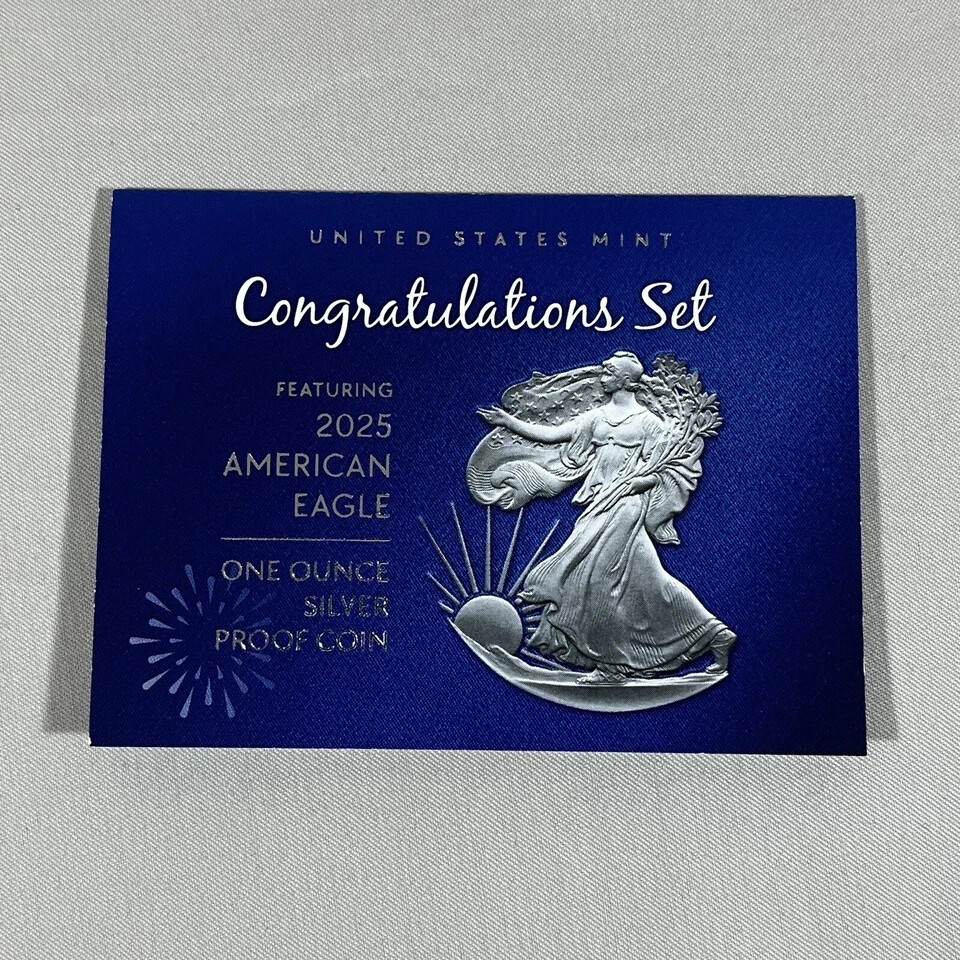 UNITED STATES MINT
Congratulations Set
FEATURING
2025
AMERICAN
EAGLE
ONE OUNCE
SILVER
PROOF COIN